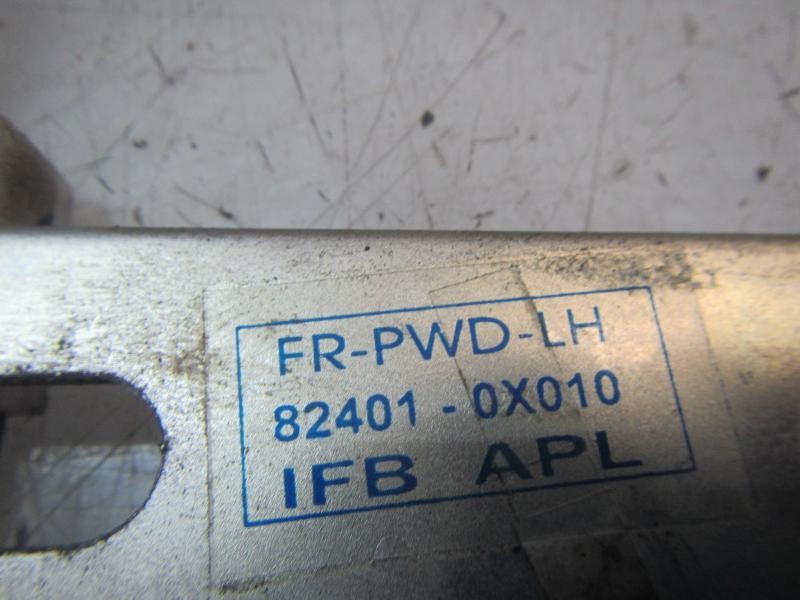 FR-PWD-LH
82401 - 0X010
IFB APL